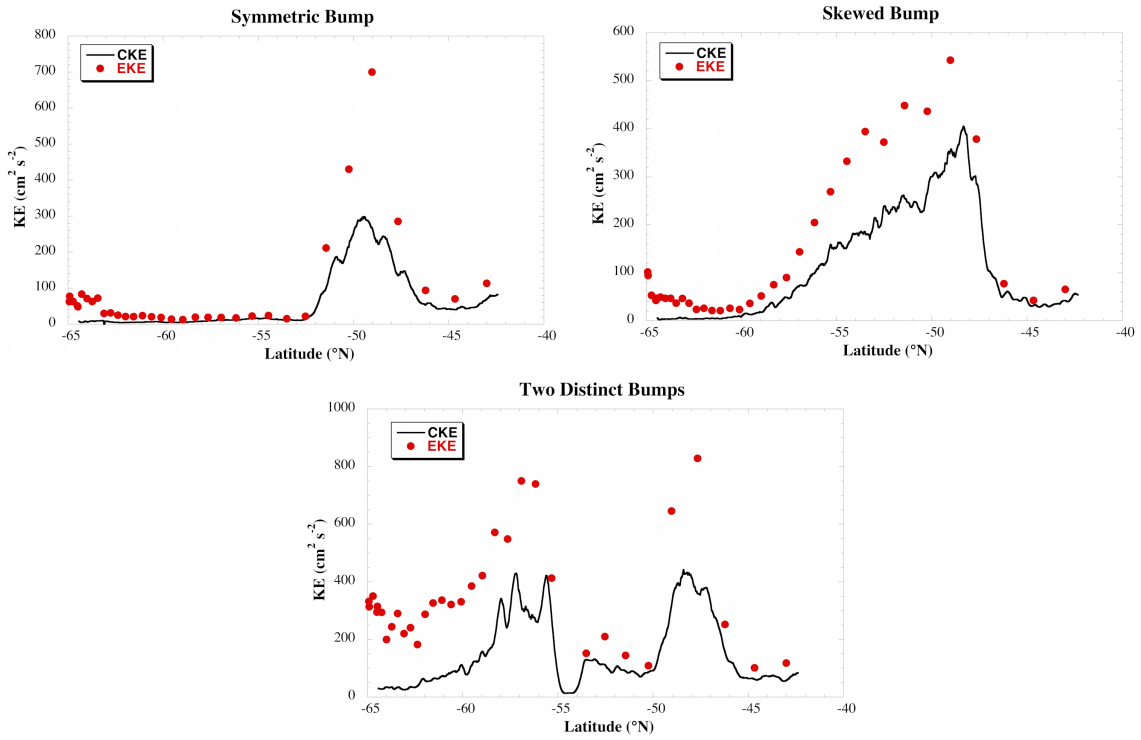 Symmetric Bump
800
700
600
500
400
300
200
100
0
KE (cm² s⁻²)
CKE
EKE
-65 -60 -55 -50 -45 -40
Latitude (°N)
Skewed Bump
600
500
400
300
200
100
0
KE (cm² s⁻²)
CKE
EKE
-65 -60 -55 -50 -45 -40
Latitude (°N)
Two Distinct Bumps
1000
800
600
400
200
0
KE (cm² s⁻²)
CKE
EKE
-65 -60 -55 -50 -45 -40
Latitude (°N)